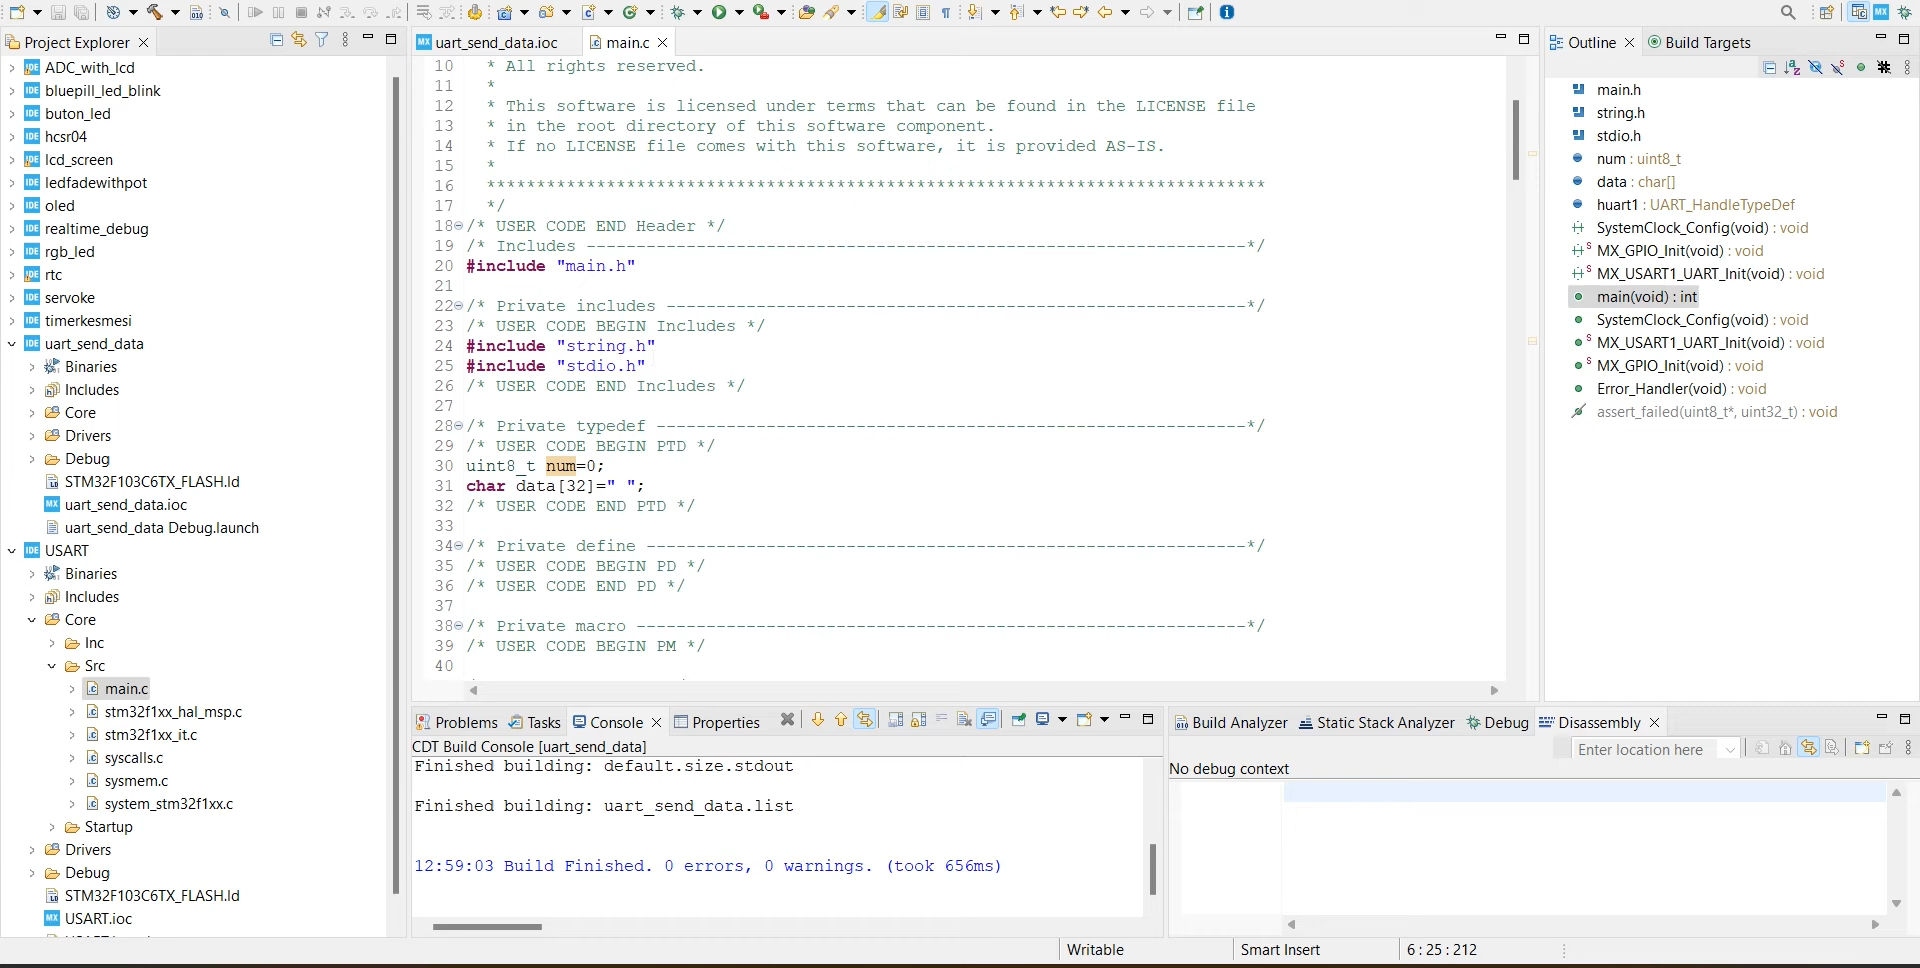 Project Explorer
ADC_with_lcd
bluepill_led_blink
buton_led
hcsr04
lcd_screen
ledfadewithpot
oled
realtime_debug
rgb_led
rtc
servoke
timerkesmesi
uart_send_data
Binaries
Includes
Core
Drivers
Debug
STM32F103C6TX_FLASH.ld
uart_send_data.ioc
uart_send_data Debug.launch
USART
Binaries
Includes
Core
Inc
Src
main.c
stm32f1xx_hal_msp.c
stm32f1xx_it.c
syscalls.c
sysmem.c
system_stm32f1xx.c
Startup
Drivers
Debug
STM32F103C6TX_FLASH.ld
USART.ioc
uart_send_data.ioc main.c
10 * All rights reserved.
11 *
12 * This software is licensed under terms that can be found in the LICENSE file
13 * in the root directory of this software component.
14 * If no LICENSE file comes with this software, it is provided AS-IS.
15 *
16 ******************************************************************************
17 */
18 /* USER CODE END Header */
19 /* Includes ------------------------------------------------------------------*/
20 #include "main.h"
21
22 /* Private includes ----------------------------------------------------------*/
23 /* USER CODE BEGIN Includes */
24 #include "string.h"
25 #include "stdio.h"
26 /* USER CODE END Includes */
27
28 /* Private typedef -----------------------------------------------------------*/
29 /* USER CODE BEGIN PTD */
30 uint8_t num=0;
31 char data[32]=" ";
32 /* USER CODE END PTD */
33
34 /* Private define ------------------------------------------------------------*/
35 /* USER CODE BEGIN PD */
36 /* USER CODE END PD */
37
38 /* Private macro -------------------------------------------------------------*/
39 /* USER CODE BEGIN PM */
40
Outline Build Targets
main.h
string.h
stdio.h
num : uint8_t
data : char[]
huart1 : UART_HandleTypeDef
SystemClock_Config(void) : void
MX_GPIO_Init(void) : void
MX_USART1_UART_Init(void) : void
main(void) : int
SystemClock_Config(void) : void
MX_USART1_UART_Init(void) : void
MX_GPIO_Init(void) : void
Error_Handler(void) : void
assert_failed(uint8_t*, uint32_t) : void
Problems Tasks Console Properties
CDT Build Console [uart_send_data]
Finished building: default.size.stdout
Finished building: uart_send_data.list
12:59:03 Build Finished. 0 errors, 0 warnings. (took 656ms)
Build Analyzer Static Stack Analyzer Debug Disassembly
Enter location here
No debug context
Writable Smart Insert 6 : 25 : 212